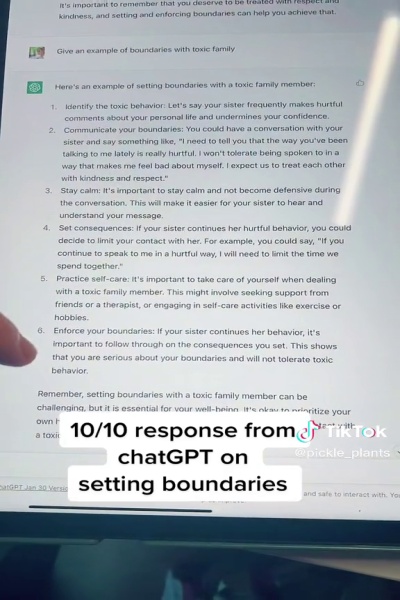 It's important to remember that you deserve to be treated with respect and
kindness, and setting and enforcing boundaries can help you achieve that.
Give an example of boundaries with toxic family
Here's an example of setting boundaries with a toxic family member:
1. Identify the toxic behavior: Let's say your sister frequently makes hurtful
comments about your personal life and undermines your confidence.
2. Communicate your boundaries: You could have a conversation with your
sister and say something like, "I need to tell you that the way you've been
talking to me lately is really hurtful. I won't tolerate being spoken to in a
way that makes me feel bad about myself. I expect us to treat each other
with kindness and respect."
3. Stay calm: It's important to stay calm and not become defensive during
the conversation. This will make it easier for your sister to hear and
understand your message.
4. Set consequences: If your sister continues her hurtful behavior, you could
decide to limit your contact with her. For example, you could say, "If you
continue to speak to me in a hurtful way, I will need to limit the time we
spend together."
5. Practice self-care: It's important to take care of yourself when dealing
with a toxic family member. This might involve seeking support from
friends or a therapist, or engaging in self-care activities like exercise or
hobbies.
6. Enforce your boundaries: If your sister continues her behavior, it's
important to follow through on the consequences you set. This shows
that you are serious about your boundaries and will not tolerate toxic
behavior.
Remember, setting boundaries with a toxic family member can be
challenging, but it is essential for your well-being. It's okay to prioritize your
own
a
10/10 response from
chatGPT on
setting boundaries
TikTok
@pickle_plants
ChatGPT Jan 30 Version
and safe to interact with.